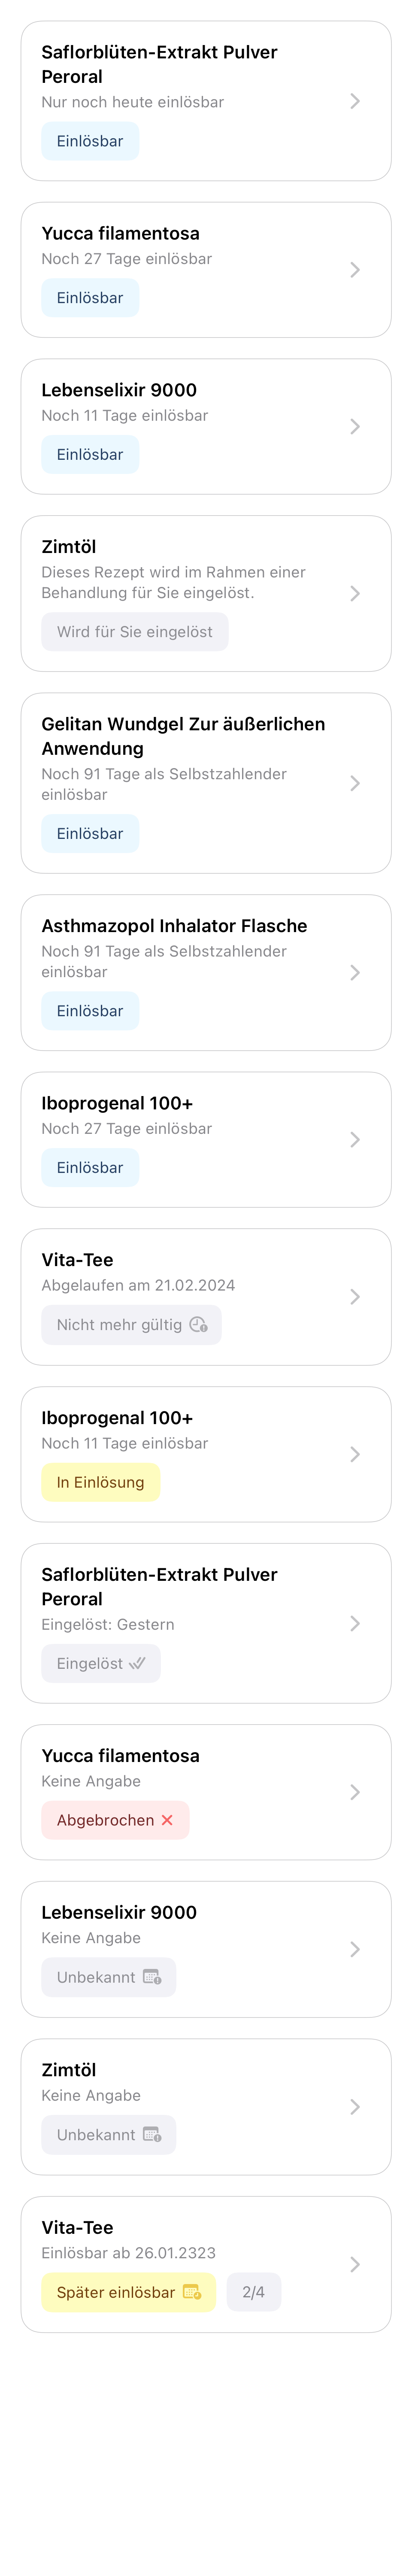 Saflorblüten-Extrakt Pulver
Peroral
Nur noch heute einlösbar
Einlösbar
Yucca filamentosa
Noch 27 Tage einlösbar
Einlösbar
Lebenselixir 9000
Noch 11 Tage einlösbar
Einlösbar
Zimtöl
Dieses Rezept wird im Rahmen einer
Behandlung für Sie eingelöst.
Wird für Sie eingelöst
Gelitan Wundgel Zur äußerlichen
Anwendung
Noch 91 Tage als Selbstzahlender
einlösbar
Einlösbar
Asthmazopol Inhalator Flasche
Noch 91 Tage als Selbstzahlender
einlösbar
Einlösbar
Iboprogenal 100+
Noch 27 Tage einlösbar
Einlösbar
Vita-Tee
Abgelaufen am 21.02.2024
Nicht mehr gültig
Iboprogenal 100+
Noch 11 Tage einlösbar
In Einlösung
Saflorblüten-Extrakt Pulver
Peroral
Eingelöst: Gestern
Eingelöst
Yucca filamentosa
Keine Angabe
Abgebrochen
Lebenselixir 9000
Keine Angabe
Unbekannt
Zimtöl
Keine Angabe
Unbekannt
Vita-Tee
Einlösbar ab 26.01.2323
Später einlösbar 2/4